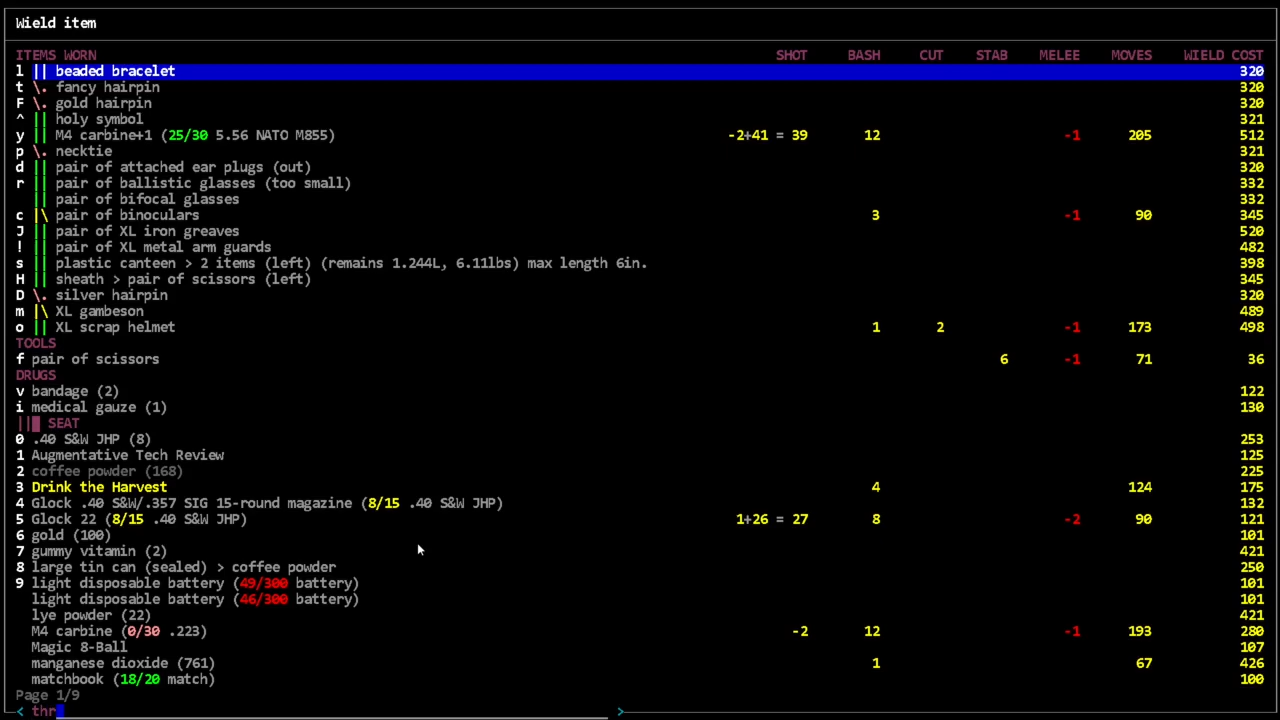 Wield item
ITEMS WORN SHOT BASH CUT STAB MELEE MOVES WIELD COST
l || beaded bracelet 320
t \. fancy hairpin 320
F \. gold hairpin 320
^ || holy symbol 321
y || M4 carbine+1 (25/30 5.56 NATO M855) -2+41 = 39 12 -1 205 512
p \. necktie 321
d || pair of attached ear plugs (out) 320
r || pair of ballistic glasses (too small) 332
|| pair of bifocal glasses 332
c |\ pair of binoculars 3 -1 90 345
J || pair of XL iron greaves 520
! || pair of XL metal arm guards 482
s || plastic canteen > 2 items (left) (remains 1.244L, 6.11lbs) max length 6in. 398
H || sheath > pair of scissors (left) 345
D \. silver hairpin 320
m |\ XL gambeson 489
o || XL scrap helmet 1 2 -1 173 498
TOOLS
f pair of scissors 6 -1 71 36
DRUGS
v bandage (2) 122
i medical gauze (1) 130
|| SEAT
0 .40 S&W JHP (8) 253
1 Augmentative Tech Review 125
2 coffee powder (168) 225
3 Drink the Harvest 4 124 175
4 Glock .40 S&W/.357 SIG 15-round magazine (8/15 .40 S&W JHP) 132
5 Glock 22 (8/15 .40 S&W JHP) 1+26 = 27 8 -2 90 121
6 gold (100) 101
7 gummy vitamin (2) 421
8 large tin can (sealed) > coffee powder 250
9 light disposable battery (49/300 battery) 101
light disposable battery (46/300 battery) 101
lye powder (22) 421
M4 carbine (0/30 .223) -2 12 -1 193 280
Magic 8-Ball 107
manganese dioxide (761) 1 67 426
matchbook (18/20 match) 100
Page 1/9
< thr >